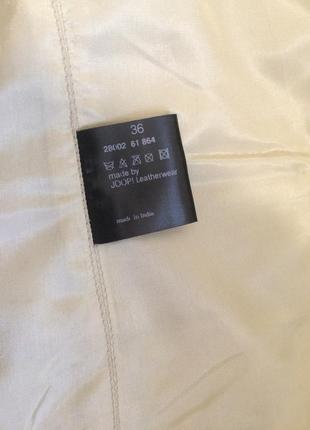 36
28002 61 864
made by
JOOP! Leatherwear
made in India